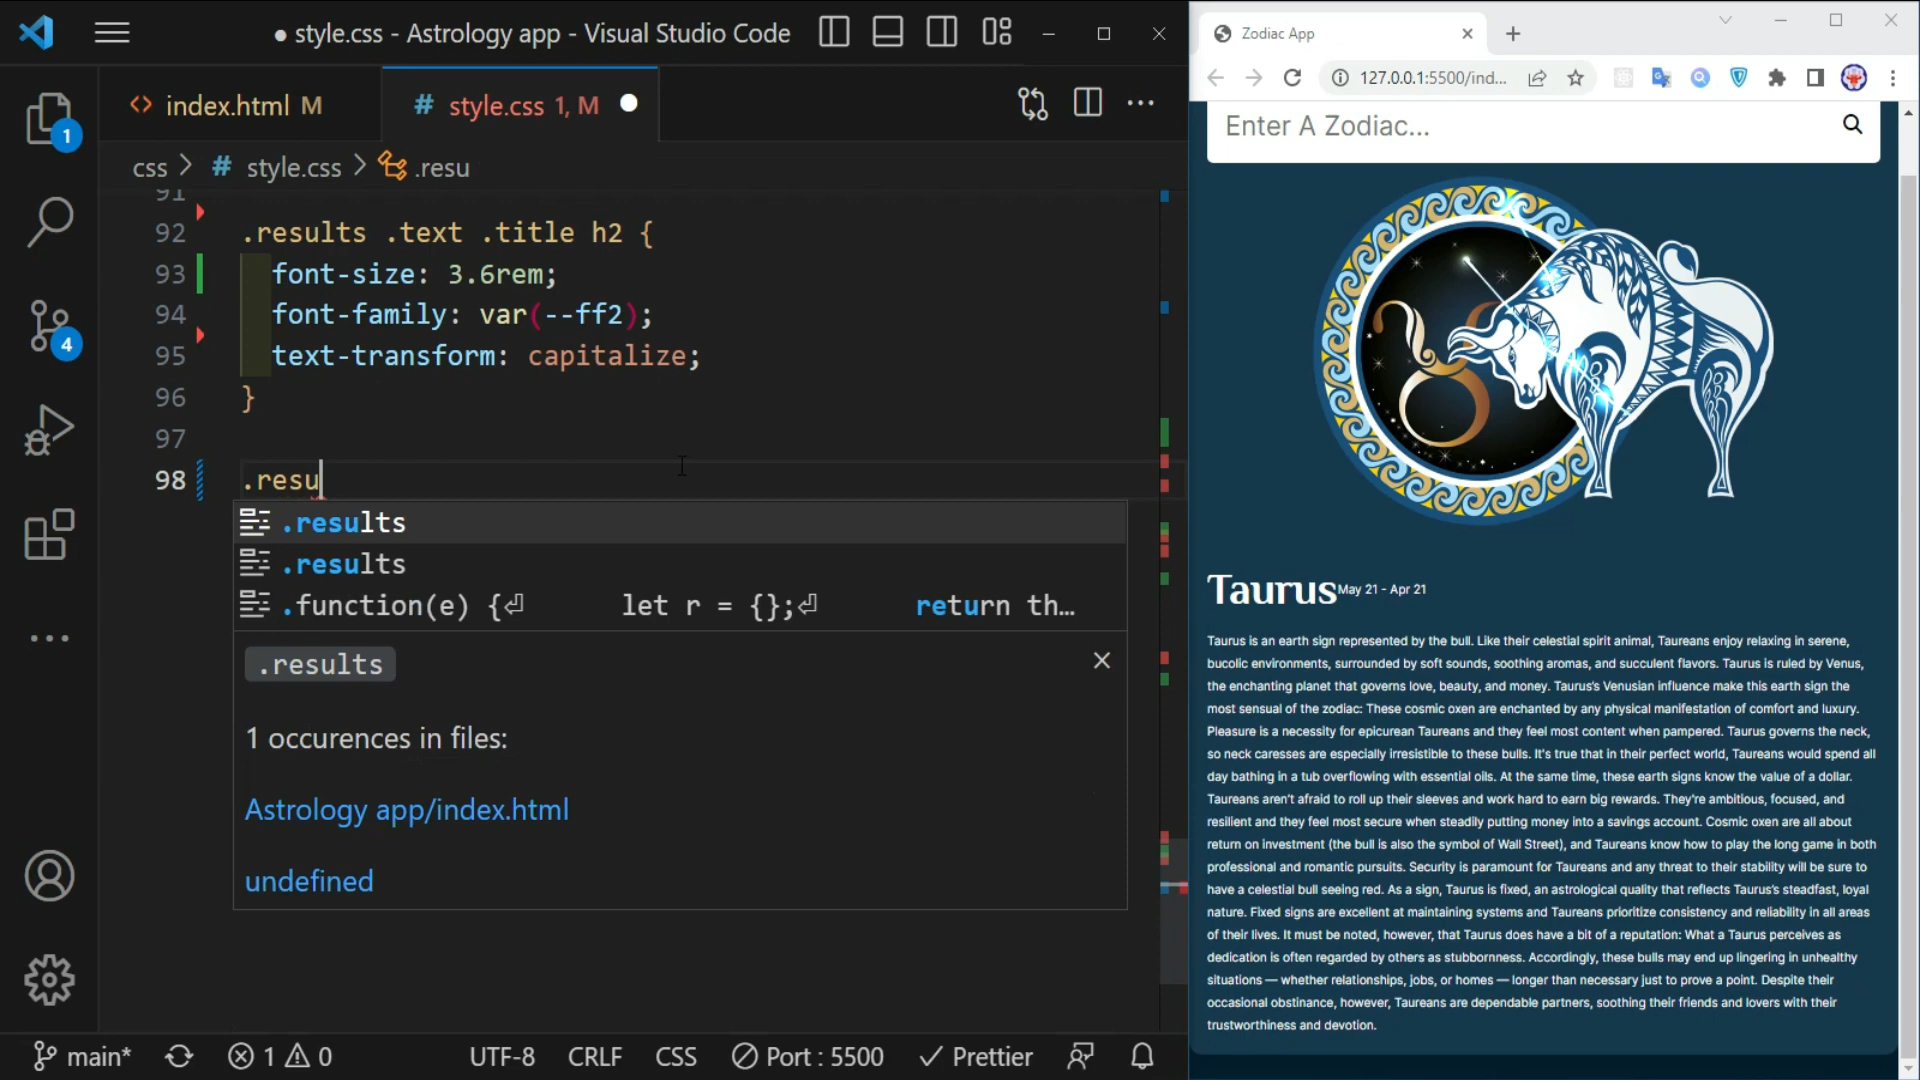 ● style.css - Astrology app - Visual Studio Code
<> index.html M
# style.css 1, M
css > # style.css > .resu
91
92 .results .text .title h2 {
93 font-size: 3.6rem;
94 font-family: var(--ff2);
95 text-transform: capitalize;
96 }
97
98 .resu
.results
.results
.function(e) {⏎ let r = {};⏎ return th…
.results
1 occurences in files:
Astrology app/index.html
undefined
1
4
main* 1 0 UTF-8 CRLF CSS Port : 5500 Prettier
Zodiac App
127.0.0.1:5500/ind...
Enter A Zodiac...
Taurus May 21 - Apr 21
Taurus is an earth sign represented by the bull. Like their celestial spirit animal, Taureans enjoy relaxing in serene,
bucolic environments, surrounded by soft sounds, soothing aromas, and succulent flavors. Taurus is ruled by Venus,
the enchanting planet that governs love, beauty, and money. Taurus's Venusian influence make this earth sign the
most sensual of the zodiac: These cosmic oxen are enchanted by any physical manifestation of comfort and luxury.
Pleasure is a necessity for epicurean Taureans and they feel most content when pampered. Taurus governs the neck,
so neck caresses are especially irresistible to these bulls. It's true that in their perfect world, Taureans would spend all
day bathing in a tub overflowing with essential oils. At the same time, these earth signs know the value of a dollar.
Taureans aren't afraid to roll up their sleeves and work hard to earn big rewards. They're ambitious, focused, and
resilient and they feel most secure when steadily putting money into a savings account. Cosmic oxen are all about
return on investment (the bull is also the symbol of Wall Street), and Taureans know how to play the long game in both
professional and romantic pursuits. Security is paramount for Taureans and any threat to their stability will be sure to
have a celestial bull seeing red. As a sign, Taurus is fixed, an astrological quality that reflects Taurus's steadfast, loyal
nature. Fixed signs are excellent at maintaining systems and Taureans prioritize consistency and reliability in all areas
of their lives. It must be noted, however, that Taurus does have a bit of a reputation: What a Taurus perceives as
dedication is often regarded by others as stubbornness. Accordingly, these bulls may end up lingering in unhealthy
situations — whether relationships, jobs, or homes — longer than necessary just to prove a point. Despite their
occasional obstinance, however, Taureans are dependable partners, soothing their friends and lovers with their
trustworthiness and devotion.